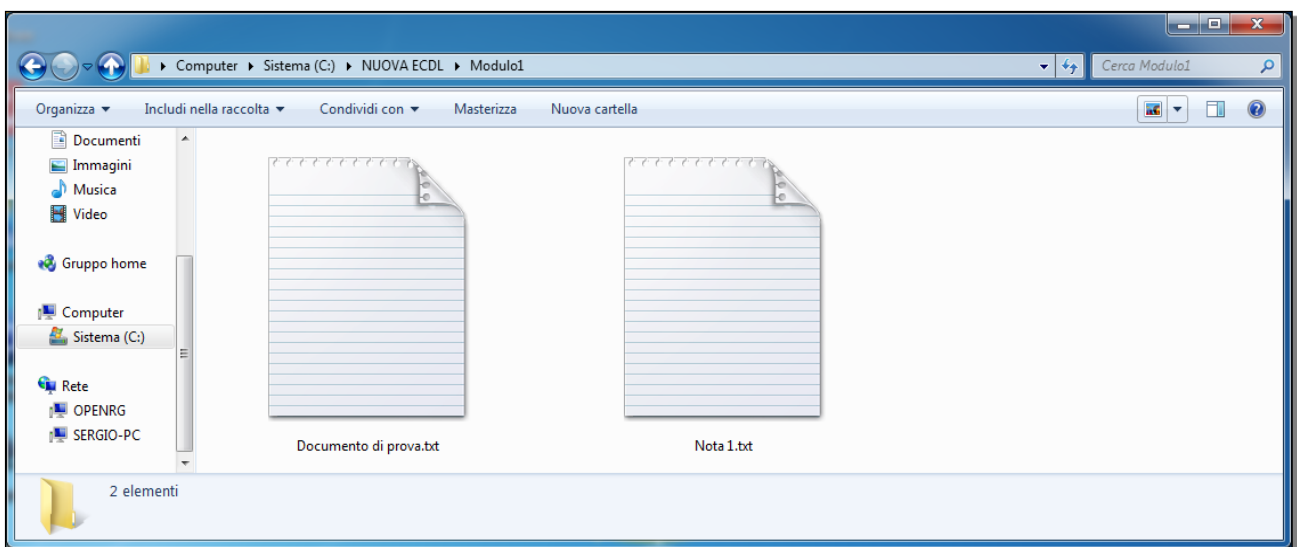 Computer ▸ Sistema (C:) ▸ NUOVA ECDL ▸ Modulo1
Cerca Modulo1
Organizza Includi nella raccolta Condividi con Masterizza Nuova cartella
Documenti
Immagini
Musica
Video
Gruppo home
Computer
Sistema (C:)
Rete
OPENRG
SERGIO-PC
Documento di prova.txt
Nota 1.txt
2 elementi